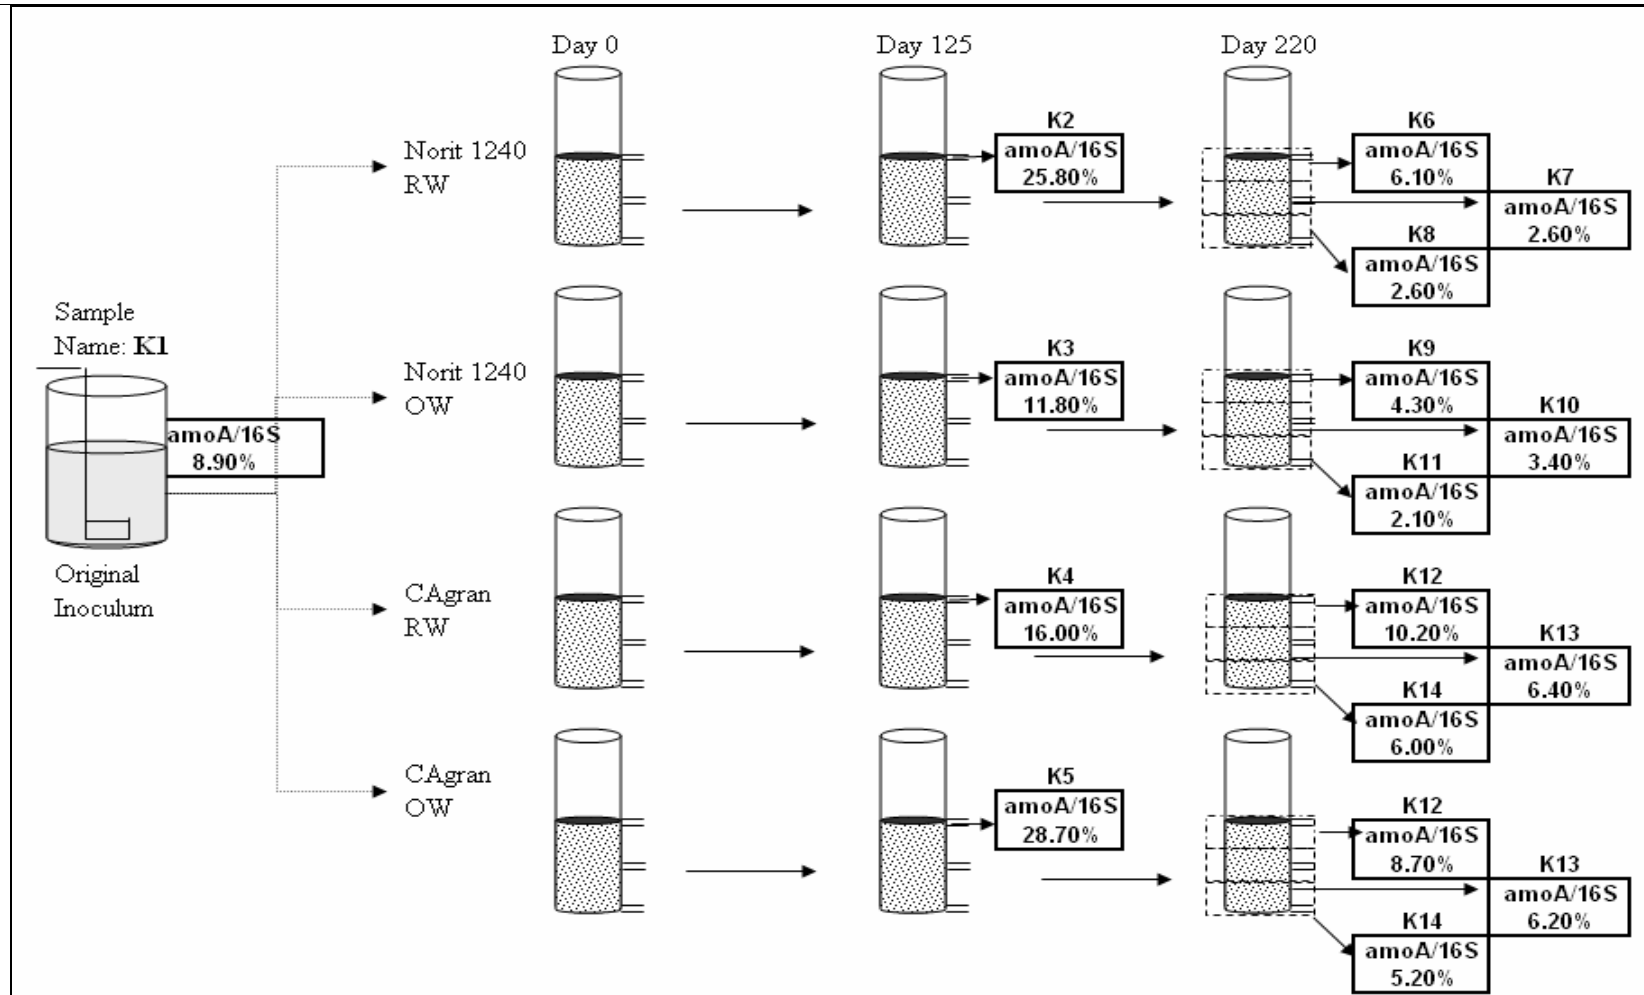 Day 0
Day 125
Day 220
Norit 1240
RW
K2
amoA/16S
25.80%
K6
amoA/16S
6.10%
K7
amoA/16S
2.60%
K8
amoA/16S
2.60%
Sample
Name: K1
amoA/16S
8.90%
Original
Inoculum
Norit 1240
OW
K3
amoA/16S
11.80%
K9
amoA/16S
4.30%
K10
amoA/16S
3.40%
K11
amoA/16S
2.10%
CAgran
RW
K4
amoA/16S
16.00%
K12
amoA/16S
10.20%
K13
amoA/16S
6.40%
K14
amoA/16S
6.00%
CAgran
OW
K5
amoA/16S
28.70%
K12
amoA/16S
8.70%
K13
amoA/16S
6.20%
K14
amoA/16S
5.20%